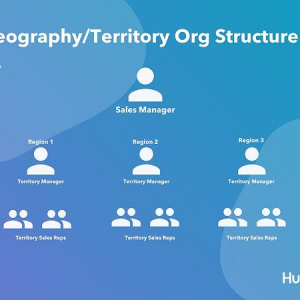 eography/Territory Org Structure
Sales Manager
Region 1
Region 2
Region 3
Territory Manager
Territory Manager
Territory Manager
Territory Sales Reps
Territory Sales Reps
Territory Sales Reps
Hu